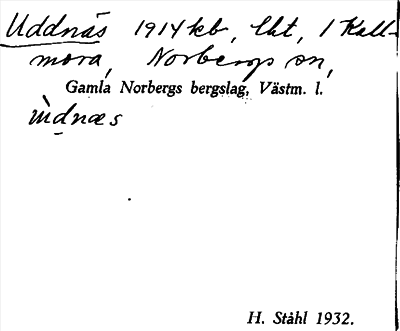 Uddnäs 1914 kb, lht, 1 Kall-
mora, Norbergs sn,
Gamla Norbergs bergslag, Västm. l.
ùdnæs
H. Ståhl 1932.